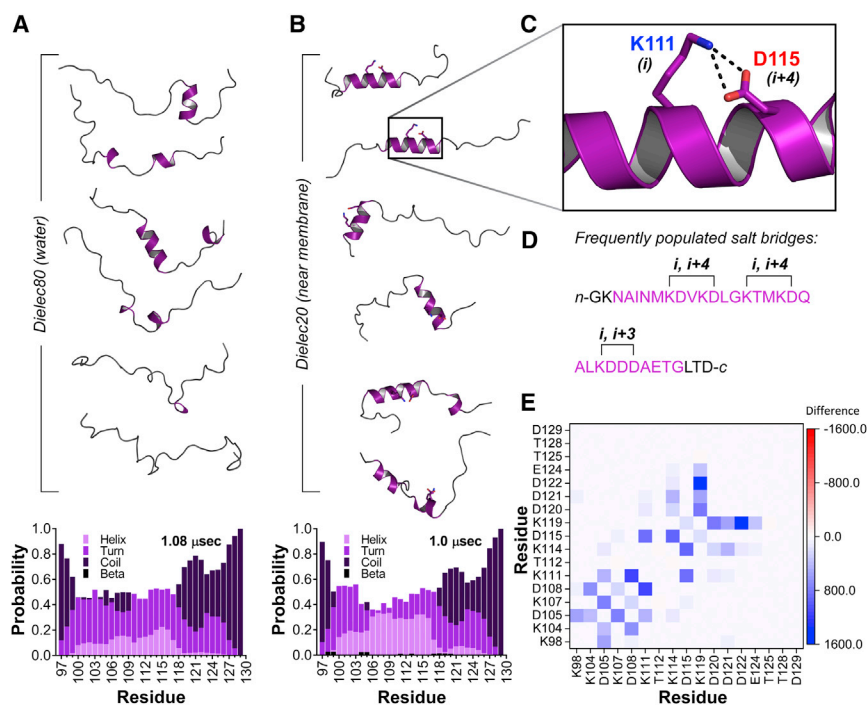 A
Dielec80 (water)
1.08 μsec
Helix
Turn
Coil
Beta
Probability
1.0
0.8
0.6
0.4
0.2
0.0
97
100
103
106
109
112
115
118
121
124
127
130
Residue
B
Dielec20 (near membrane)
1.0 μsec
Helix
Turn
Coil
Beta
Probability
1.0
0.8
0.6
0.4
0.2
0.0
97
100
103
106
109
112
115
118
121
124
127
130
Residue
C
K111
(i)
D115
(i+4)
D
Frequently populated salt bridges:
i, i+4 i, i+4
n-GKNAINMKDVKDLGKTMKDQ
i, i+3
ALKDDDAETGLTD-c
E
Difference
-1600.0
-800.0
0.0
800.0
1600.0
Residue
D129
T128
T125
E124
D122
D121
D120
K119
D115
K114
T112
K111
D108
K107
D105
K104
K98
K98
K104
D105
K107
D108
K111
T112
K114
D115
K119
D120
D121
D122
E124
T125
T128
D129
Residue